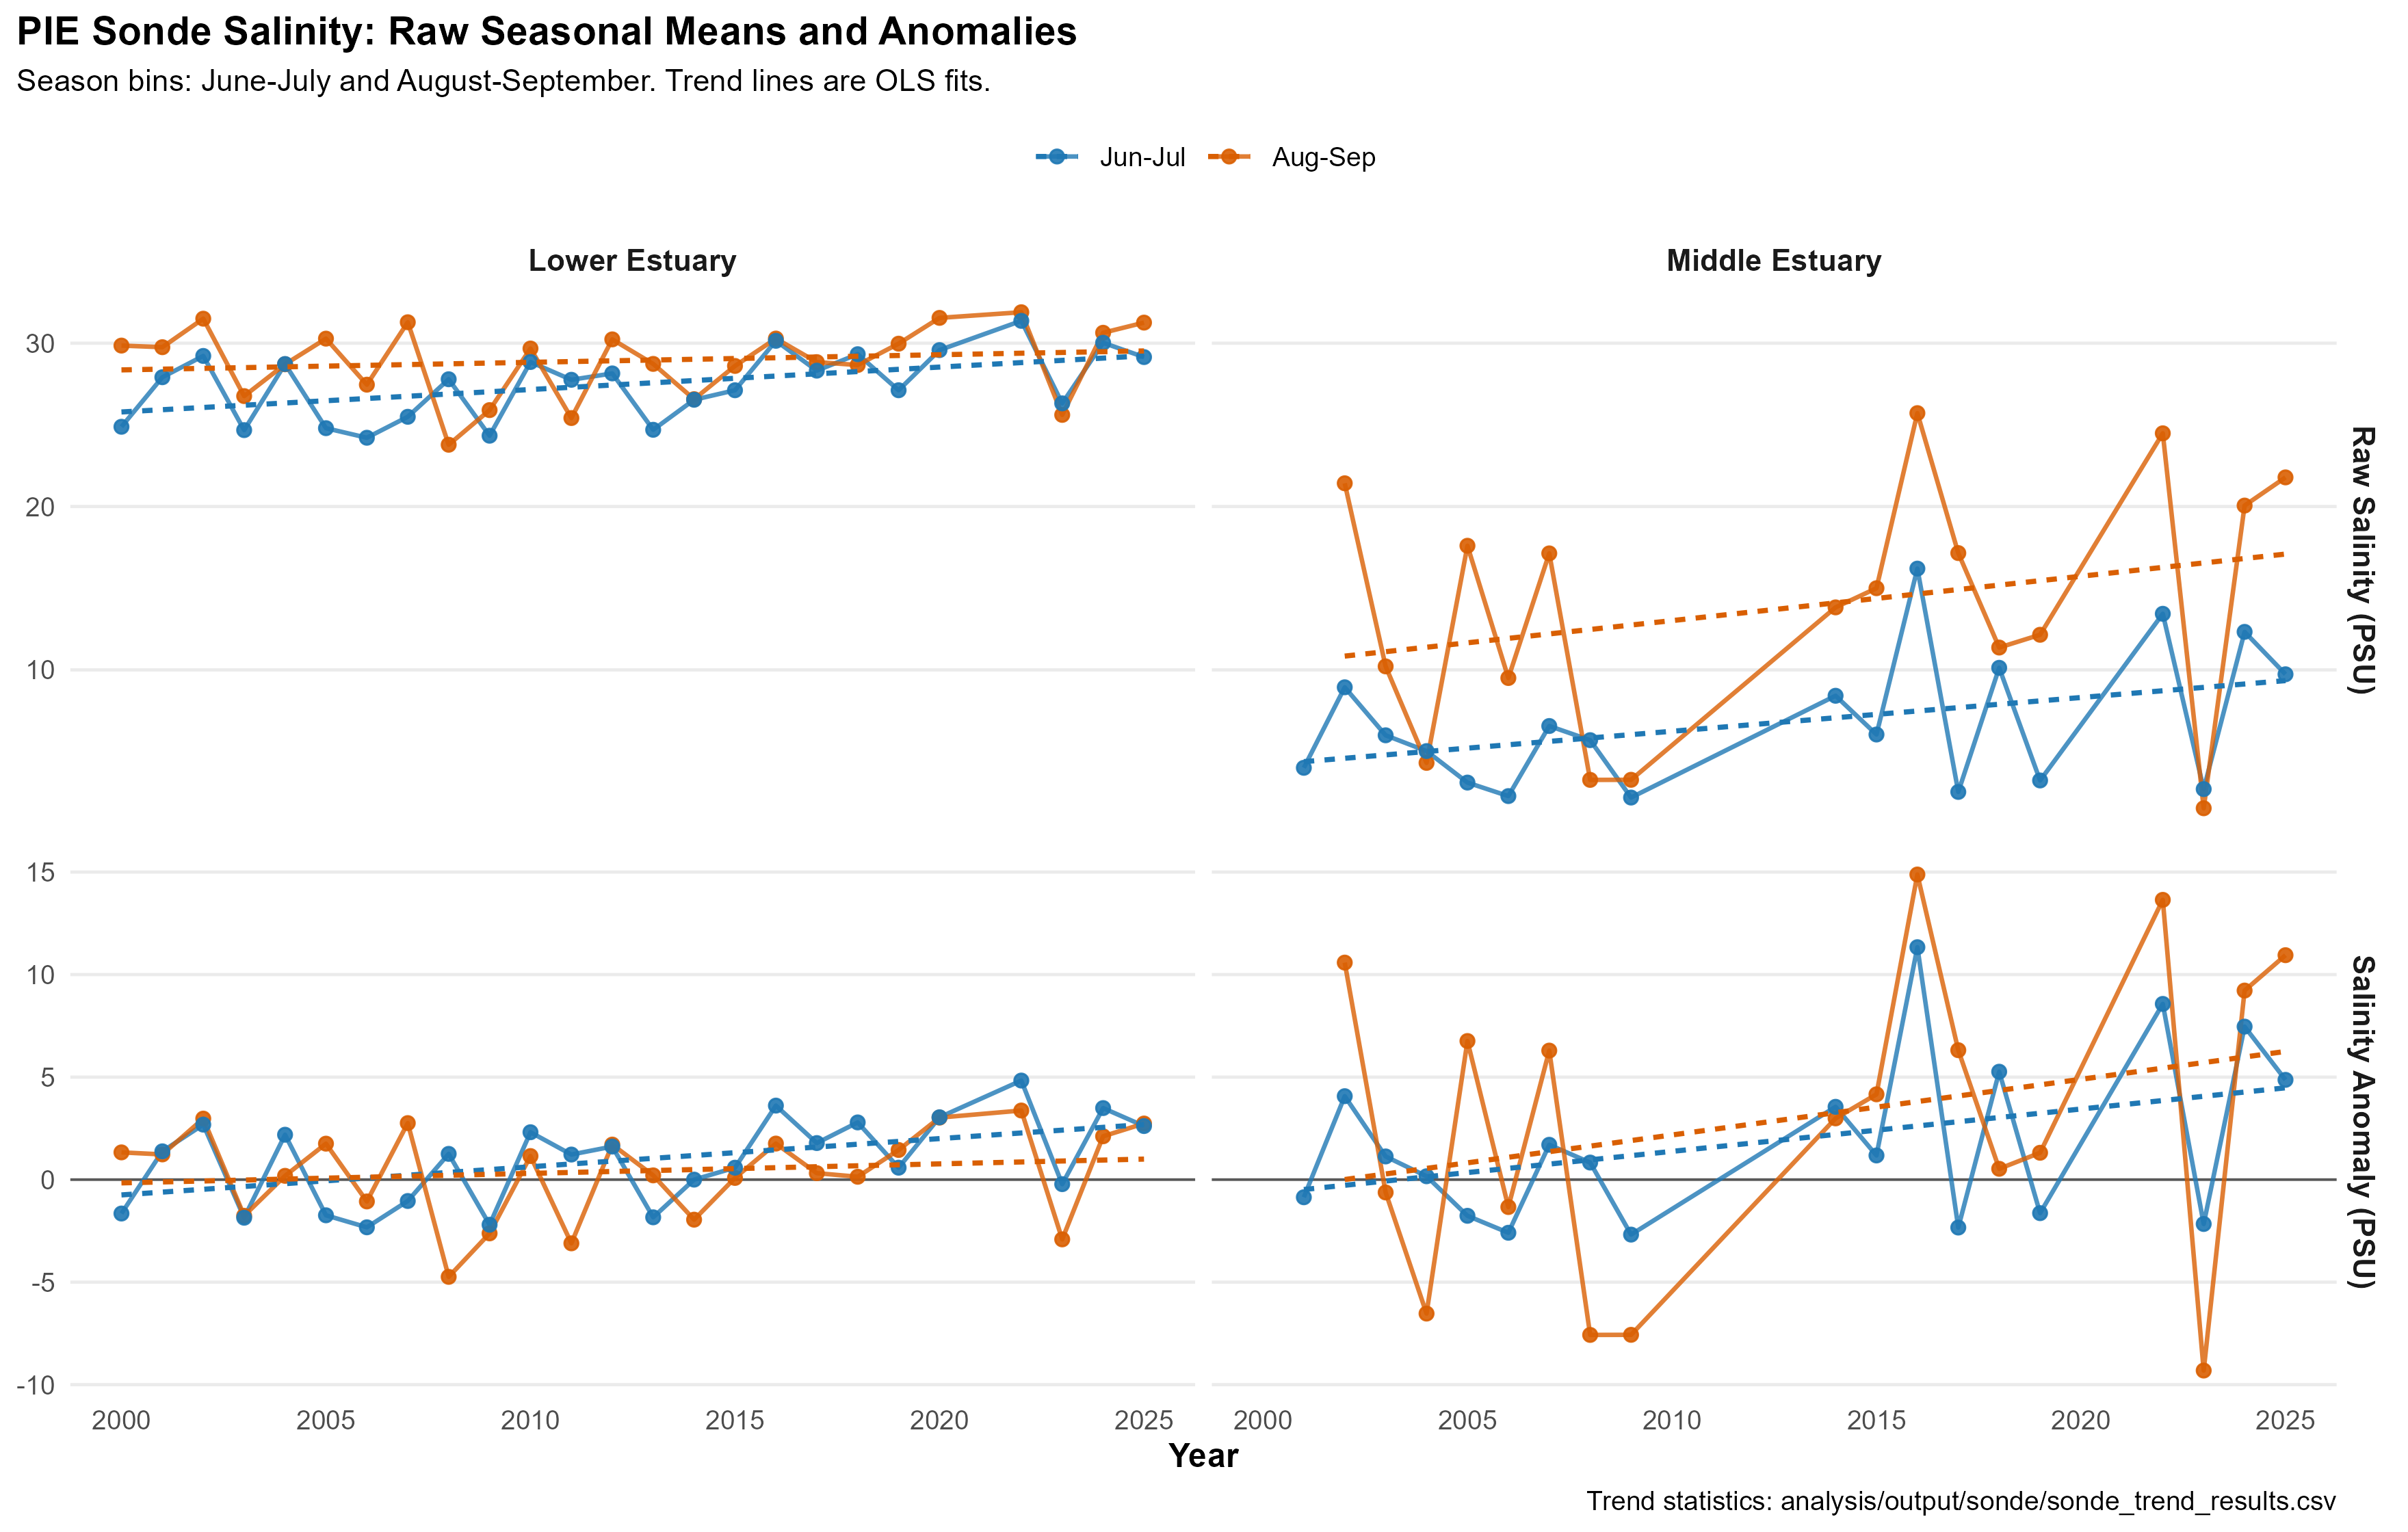 PIE Sonde Salinity: Raw Seasonal Means and Anomalies
Season bins: June-July and August-September. Trend lines are OLS fits.
Jun-Jul
Aug-Sep
Lower Estuary
Middle Estuary
30
20
10
Raw Salinity (PSU)
15
10
5
0
-5
-10
Salinity Anomaly (PSU)
2000 2005 2010 2015 2020 2025
2000 2005 2010 2015 2020 2025
Year
Trend statistics: analysis/output/sonde/sonde_trend_results.csv